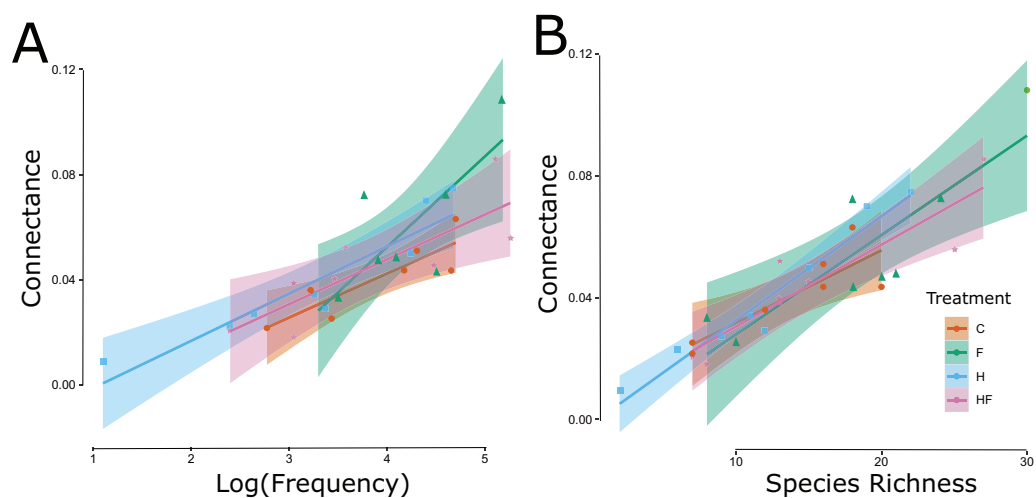 A
0.12
0.08
0.04
0.00
Connectance
1
2
3
4
5
Log(Frequency)
B
0.12
0.08
0.04
0.00
Connectance
10
20
30
Species Richness
Treatment
C
F
H
HF